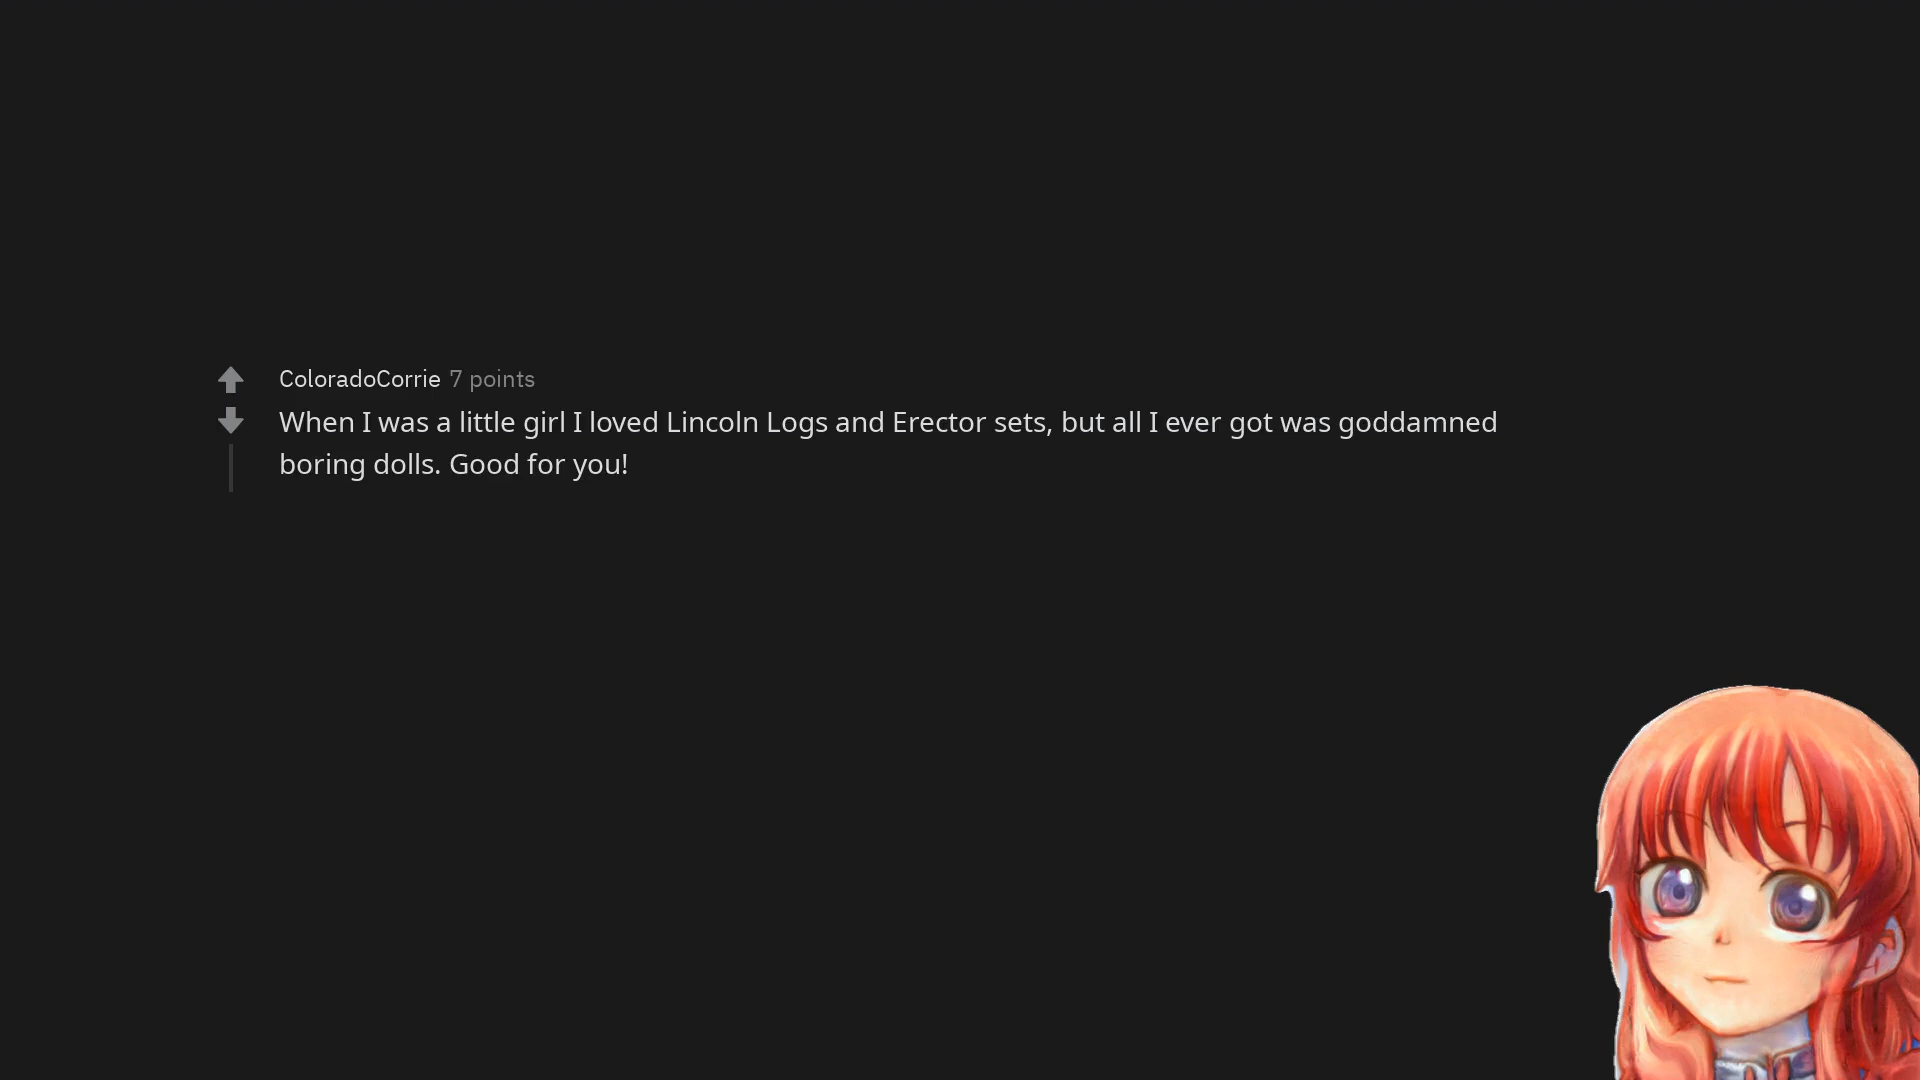 ColoradoCorrie 7 points
When I was a little girl I loved Lincoln Logs and Erector sets, but all I ever got was goddamned
boring dolls. Good for you!